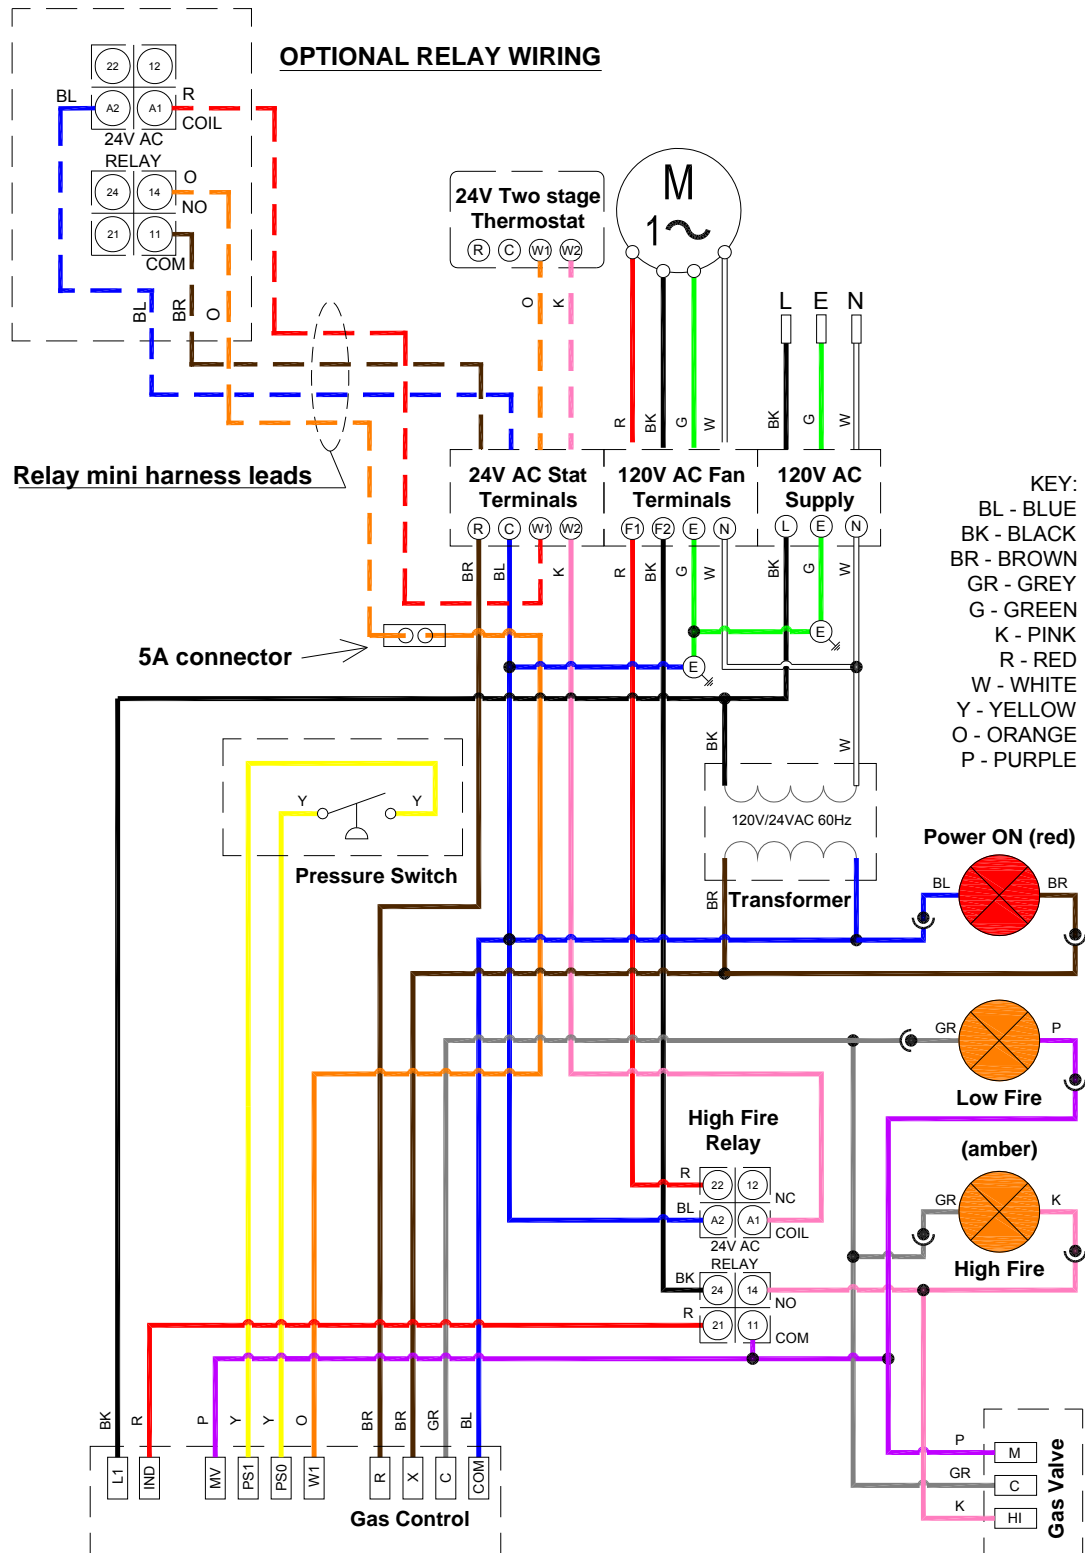 OPTIONAL RELAY WIRING
22 12
BL A2 A1 R
COIL
24V AC
RELAY
24 14 O
NO
21 11
COM
BL BR O
Relay mini harness leads
24V Two stage
Thermostat
R C W1 W2
O K
M
1
R BK G W
L E N
BK G W
24V AC Stat
Terminals
R C W1 W2
120V AC Fan
Terminals
F1 F2 E N
120V AC
Supply
L E N
BR BL K R BK G W BK G W
E
E
5A connector
KEY:
BL - BLUE
BK - BLACK
BR - BROWN
GR - GREY
G - GREEN
K - PINK
R - RED
W - WHITE
Y - YELLOW
O - ORANGE
P - PURPLE
BK W
120V/24VAC 60Hz
Transformer
BR
Y Y
Pressure Switch
Power ON (red)
BL BR
GR P
Low Fire
(amber)
GR K
High Fire
High Fire
Relay
R 22 12
NC
BL A2 A1
COIL
24V AC
RELAY
BK 24 14
NO
R 21 11
COM
BK R P Y Y O BR BR GR BL
L1 IND MV PS1 PS0 W1 R X C COM
Gas Control
P M
GR C
K HI
Gas Valve